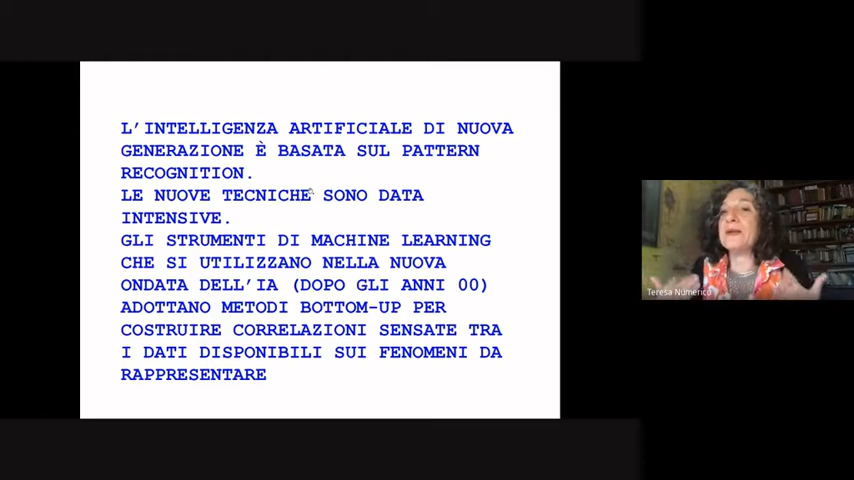 L'INTELLIGENZA ARTIFICIALE DI NUOVA
GENERAZIONE È BASATA SUL PATTERN
RECOGNITION.
LE NUOVE TECNICHE SONO DATA
INTENSIVE.
GLI STRUMENTI DI MACHINE LEARNING
CHE SI UTILIZZANO NELLA NUOVA
ONDATA DELL'IA (DOPO GLI ANNI 00)
ADOTTANO METODI BOTTOM-UP PER
COSTRUIRE CORRELAZIONI SENSATE TRA
I DATI DISPONIBILI SUI FENOMENI DA
RAPPRESENTARE
Teresa Numerico